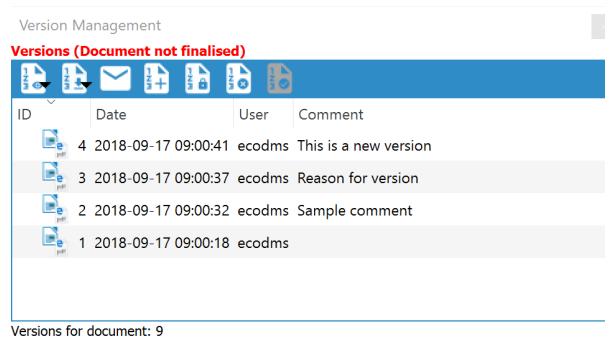 Version Management
Versions (Document not finalised)
ID Date User Comment
4 2018-09-17 09:00:41 ecodms This is a new version
3 2018-09-17 09:00:37 ecodms Reason for version
2 2018-09-17 09:00:32 ecodms Sample comment
1 2018-09-17 09:00:18 ecodms
Versions for document: 9